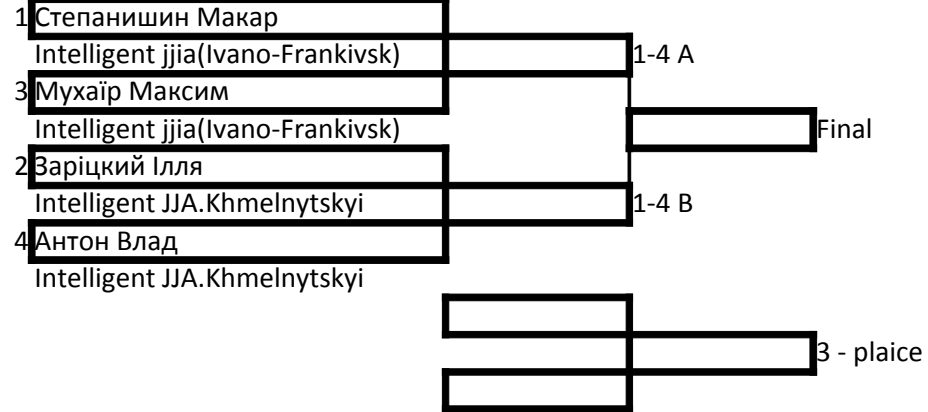 1 Степанишин Макар
Intelligent jjia(Ivano-Frankivsk)
1-4 A
3 Мухаїр Максим
Intelligent jjia(Ivano-Frankivsk)
Final
2 Заріцкий Ілля
Intelligent JJA.Khmelnytskyi
1-4 B
4 Антон Влад
Intelligent JJA.Khmelnytskyi
3 - plaice